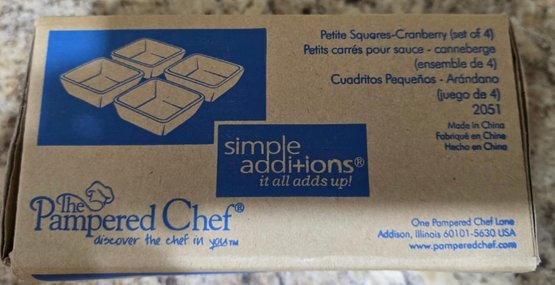 Petite Squares-Cranberry (set of 4)
Petits carrés pour sauce - canneberge
(ensemble de 4)
Cuadritos Pequeños - Arándano
(juego de 4)
2051
Made in China
Fabriqué en Chine
Hecho en China
simple
additions®
it all adds up!
The
Pampered Chef®
discover the chef in you™
One Pampered Chef Lane
Addison, Illinois 60101-5630 USA
www.pamperedchef.com